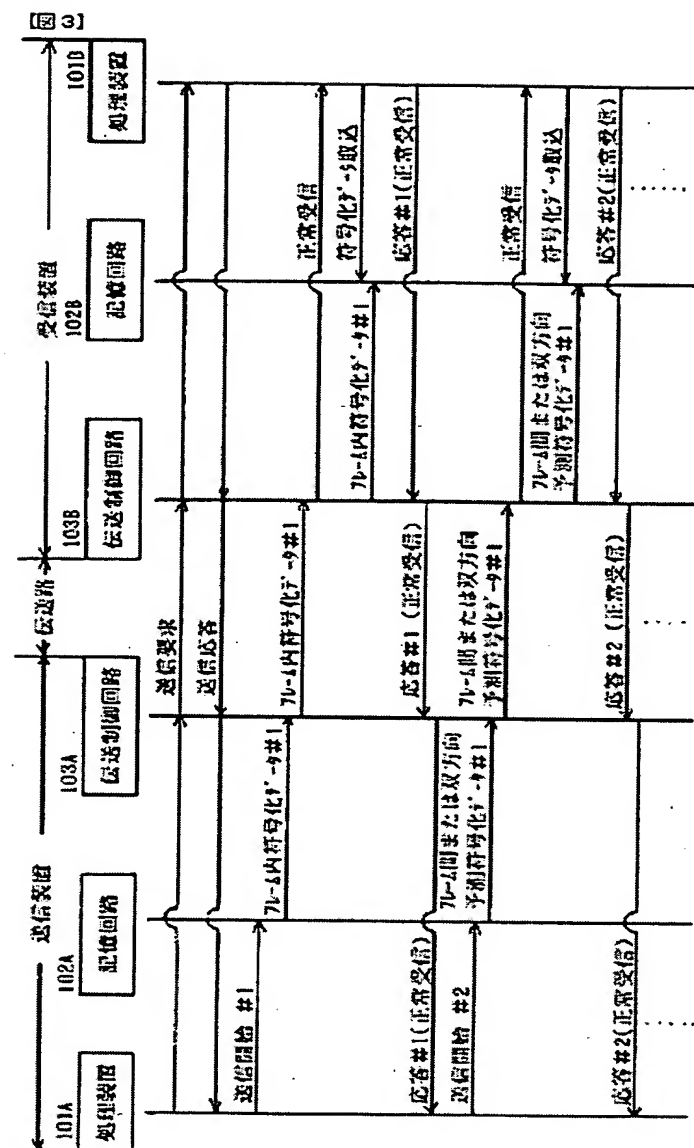 【図3】
送信装置
伝送路
受信装置
101A
102A
103A
103B
102B
101B
処理装置
記憶回路
伝送制御回路
伝送制御回路
記憶回路
処理装置
送信要求
送信応答
送信開始 #1
フレーム内符号化データ#1
フレーム内符号化データ#1
正常受信
フレーム内符号化データ#1
符号化データ取込
応答#1(正常受信)
応答#1 (正常受信)
応答#1(正常受信)
送信開始 #2
フレーム間または双方向
予測符号化データ#1
フレーム間または双方向
予測符号化データ#1
正常受信
フレーム間または双方向
予測符号化データ#1
符号化データ取込
応答#2(正常受信)
応答#2 (正常受信)
応答#2(正常受信)